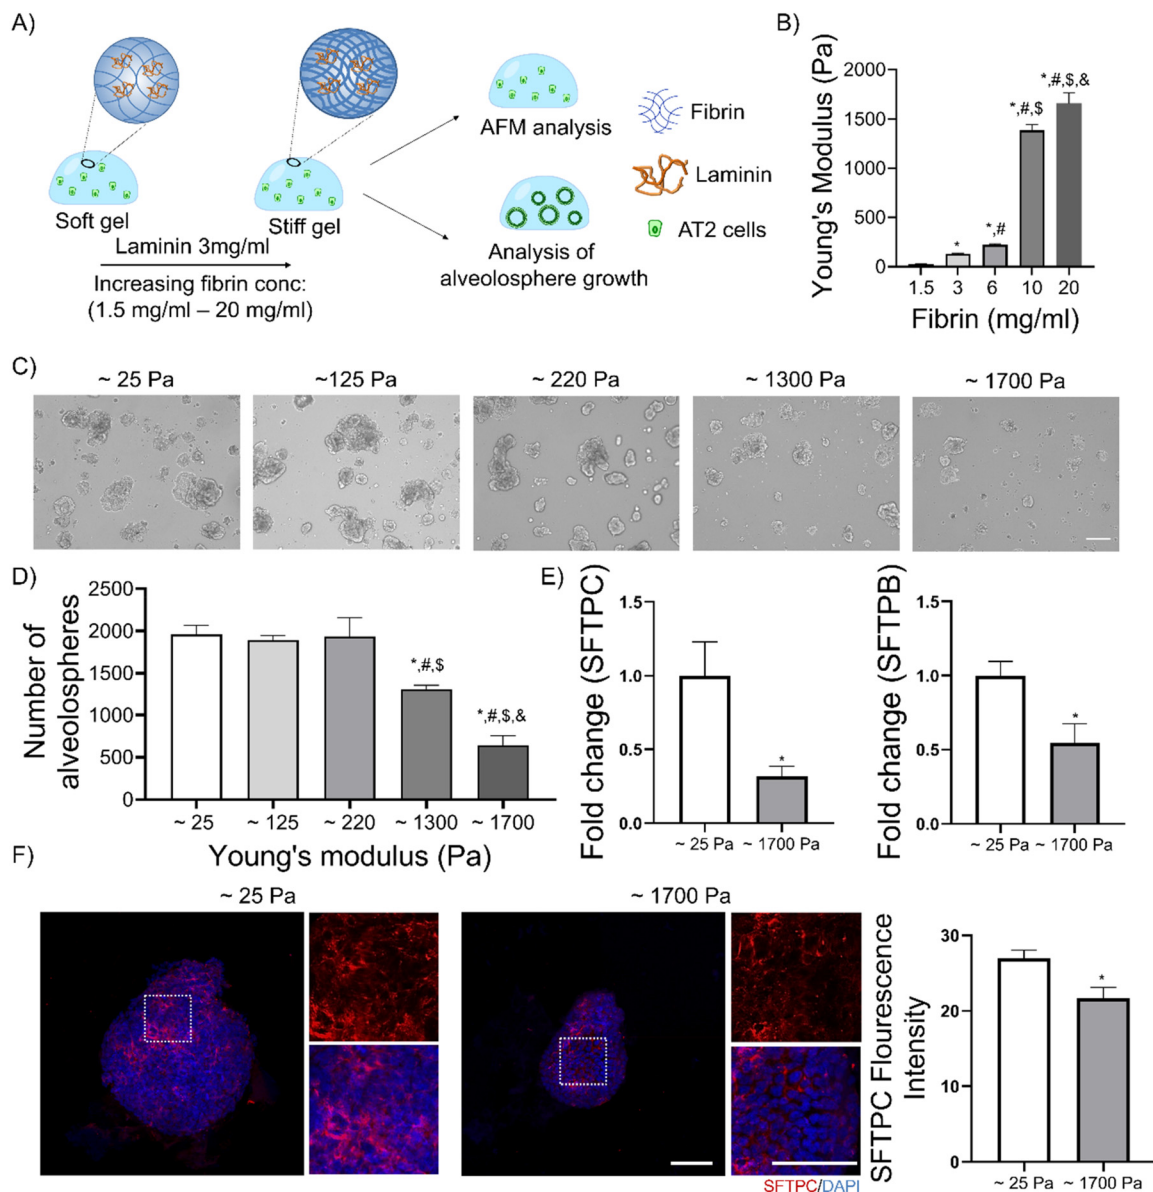 A)
Soft gel
Stiff gel
Laminin 3mg/ml
Increasing fibrin conc:
(1.5 mg/ml – 20 mg/ml)
AFM analysis
Analysis of
alveolosphere growth
Fibrin
Laminin
AT2 cells
B)
Young's Modulus (Pa)
2000
1500
1000
500
0
*
*,#
*,#,$
*,#,$,&
1.5 3 6 10 20
Fibrin (mg/ml)
C)
~ 25 Pa
~125 Pa
~ 220 Pa
~ 1300 Pa
~ 1700 Pa
D)
Number of
alveolospheres
2500
2000
1500
1000
500
0
*,#,$
*,#,$,&
~ 25 ~ 125 ~ 220 ~ 1300 ~ 1700
Young's modulus (Pa)
E)
Fold change (SFTPC)
1.5
1.0
0.5
0.0
*
~ 25 Pa ~ 1700 Pa
Fold change (SFTPB)
1.5
1.0
0.5
0.0
*
~ 25 Pa ~ 1700 Pa
F)
~ 25 Pa
~ 1700 Pa
SFTPC/DAPI
SFTPC Flourescence
Intensity
30
20
10
0
*
~ 25 Pa ~ 1700 Pa